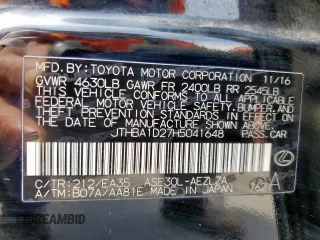 MFD. BY: TOYOTA MOTOR CORPORATION 11/16
GVWR 4630LB GAWR FR 2400LB RR 2545LB
THIS VEHICLE CONFORMS TO ALL APPLICABLE
FEDERAL MOTOR VEHICLE SAFETY, BUMPER, AND
THEFT PREVENTION STANDARDS IN EFFECT ON
THE DATE OF MANUFACTURE SHOWN ABOVE.
JTHBA1D27H5041648 PASS.CAR
C/TR:212/EA35 ASE30L-AEZLZA
A/TM:B07A/AA81E MADE IN JAPAN
A